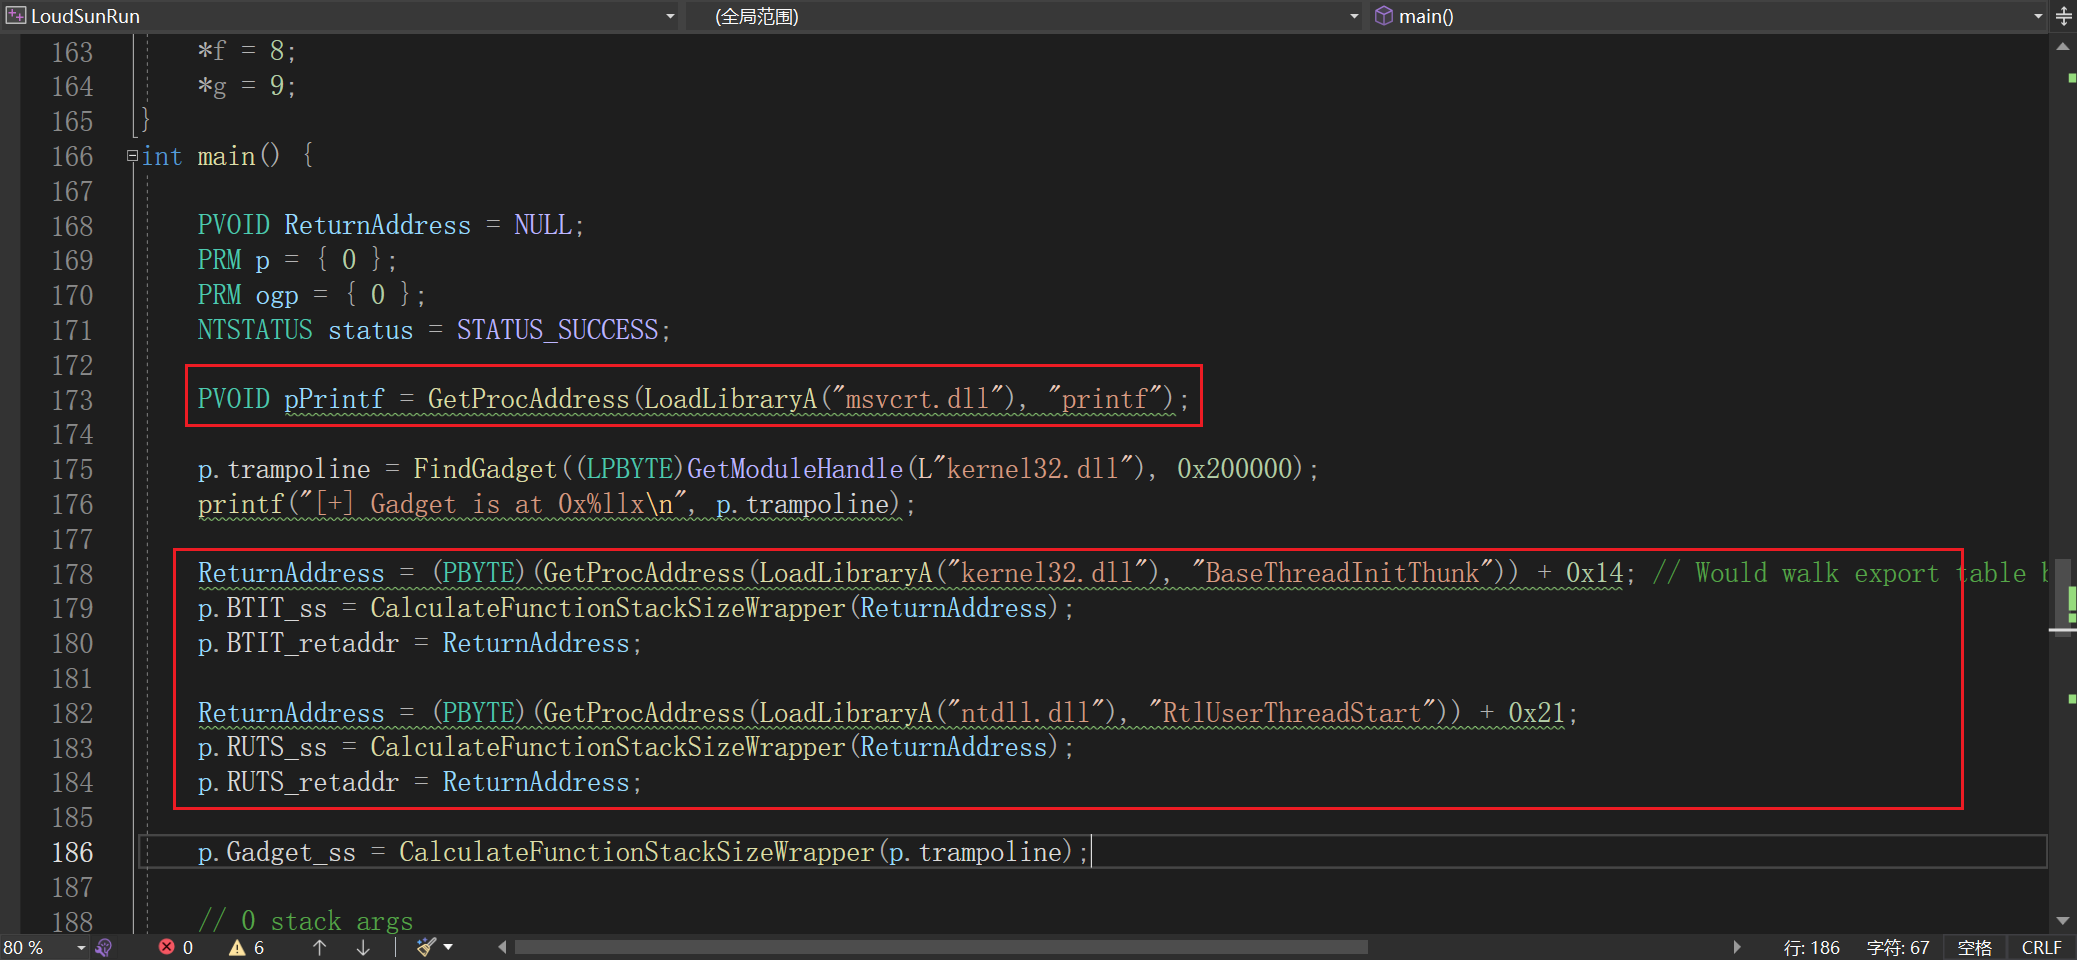 LoudSunRun (全局范围) main()
163 *f = 8;
164 *g = 9;
165 }
166 int main() {
167
168 PVOID ReturnAddress = NULL;
169 PRM p = { 0 };
170 PRM ogp = { 0 };
171 NTSTATUS status = STATUS_SUCCESS;
172
173 PVOID pPrintf = GetProcAddress(LoadLibraryA("msvcrt.dll"), "printf");
174
175 p.trampoline = FindGadget((LPBYTE)GetModuleHandle(L"kernel32.dll"), 0x200000);
176 printf("[+] Gadget is at 0x%llx\n", p.trampoline);
177
178 ReturnAddress = (PBYTE)(GetProcAddress(LoadLibraryA("kernel32.dll"), "BaseThreadInitThunk")) + 0x14; // Would walk export table b
179 p.BTIT_ss = CalculateFunctionStackSizeWrapper(ReturnAddress);
180 p.BTIT_retaddr = ReturnAddress;
181
182 ReturnAddress = (PBYTE)(GetProcAddress(LoadLibraryA("ntdll.dll"), "RtlUserThreadStart")) + 0x21;
183 p.RUTS_ss = CalculateFunctionStackSizeWrapper(ReturnAddress);
184 p.RUTS_retaddr = ReturnAddress;
185
186 p.Gadget_ss = CalculateFunctionStackSizeWrapper(p.trampoline);
187
188 // 0 stack args
80 % 0 6 行: 186 字符: 67 空格 CRLF